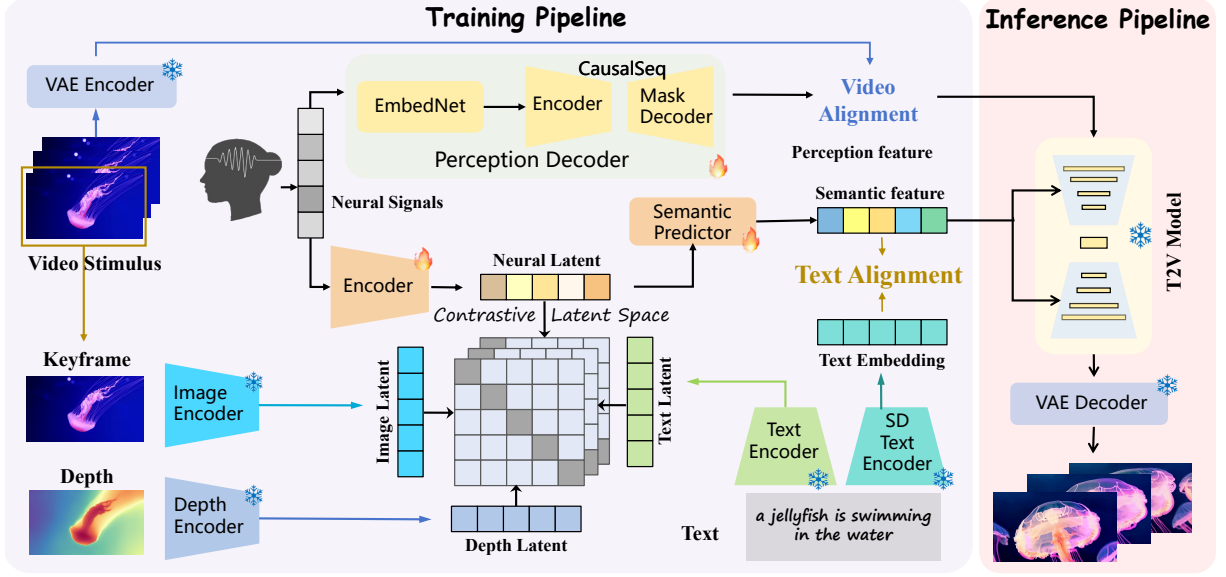 Training Pipeline
Inference Pipeline
VAE Encoder
CausalSeq
EmbedNet
Encoder
Mask
Decoder
Perception Decoder
Video
Alignment
Perception feature
Neural Signals
Video Stimulus
Semantic
Predictor
Semantic feature
Encoder
Neural Latent
Contrastive Latent Space
Text Alignment
T2V Model
Keyframe
Image
Encoder
Image Latent
Text Latent
Text Embedding
VAE Decoder
Text
Encoder
SD
Text
Encoder
Depth
Depth
Encoder
Depth Latent
Text
a jellyfish is swimming
in the water